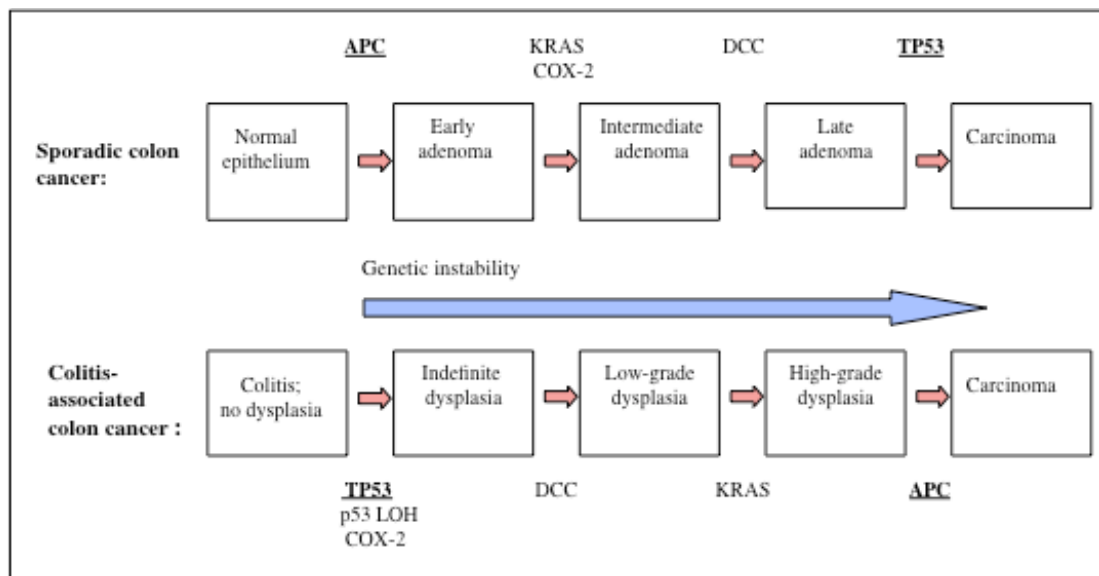 APC KRAS DCC TP53
COX-2
Sporadic colon
cancer:
Normal
epithelium
Early
adenoma
Intermediate
adenoma
Late
adenoma
Carcinoma
Genetic instability
Colitis-
associated
colon cancer :
Colitis;
no dysplasia
Indefinite
dysplasia
Low-grade
dysplasia
High-grade
dysplasia
Carcinoma
TP53 DCC KRAS APC
p53 LOH
COX-2